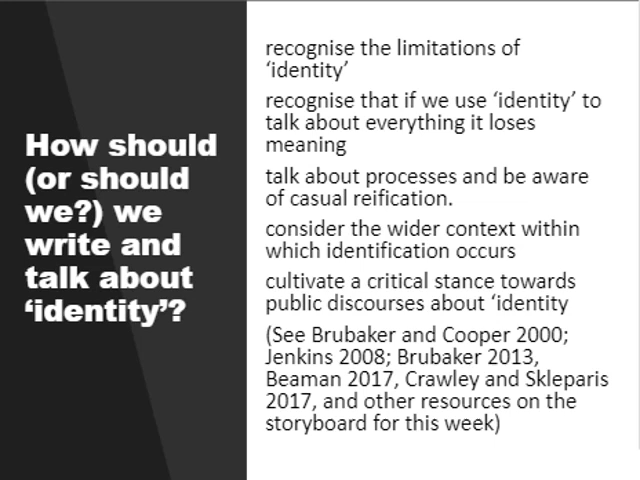 How should
(or should
we?) we
write and
talk about
‘identity’?
recognise the limitations of
‘identity’
recognise that if we use ‘identity’ to
talk about everything it loses
meaning
talk about processes and be aware
of casual reification.
consider the wider context within
which identification occurs
cultivate a critical stance towards
public discourses about ‘identity
(See Brubaker and Cooper 2000;
Jenkins 2008; Brubaker 2013,
Beaman 2017, Crawley and Skleparis
2017, and other resources on the
storyboard for this week)